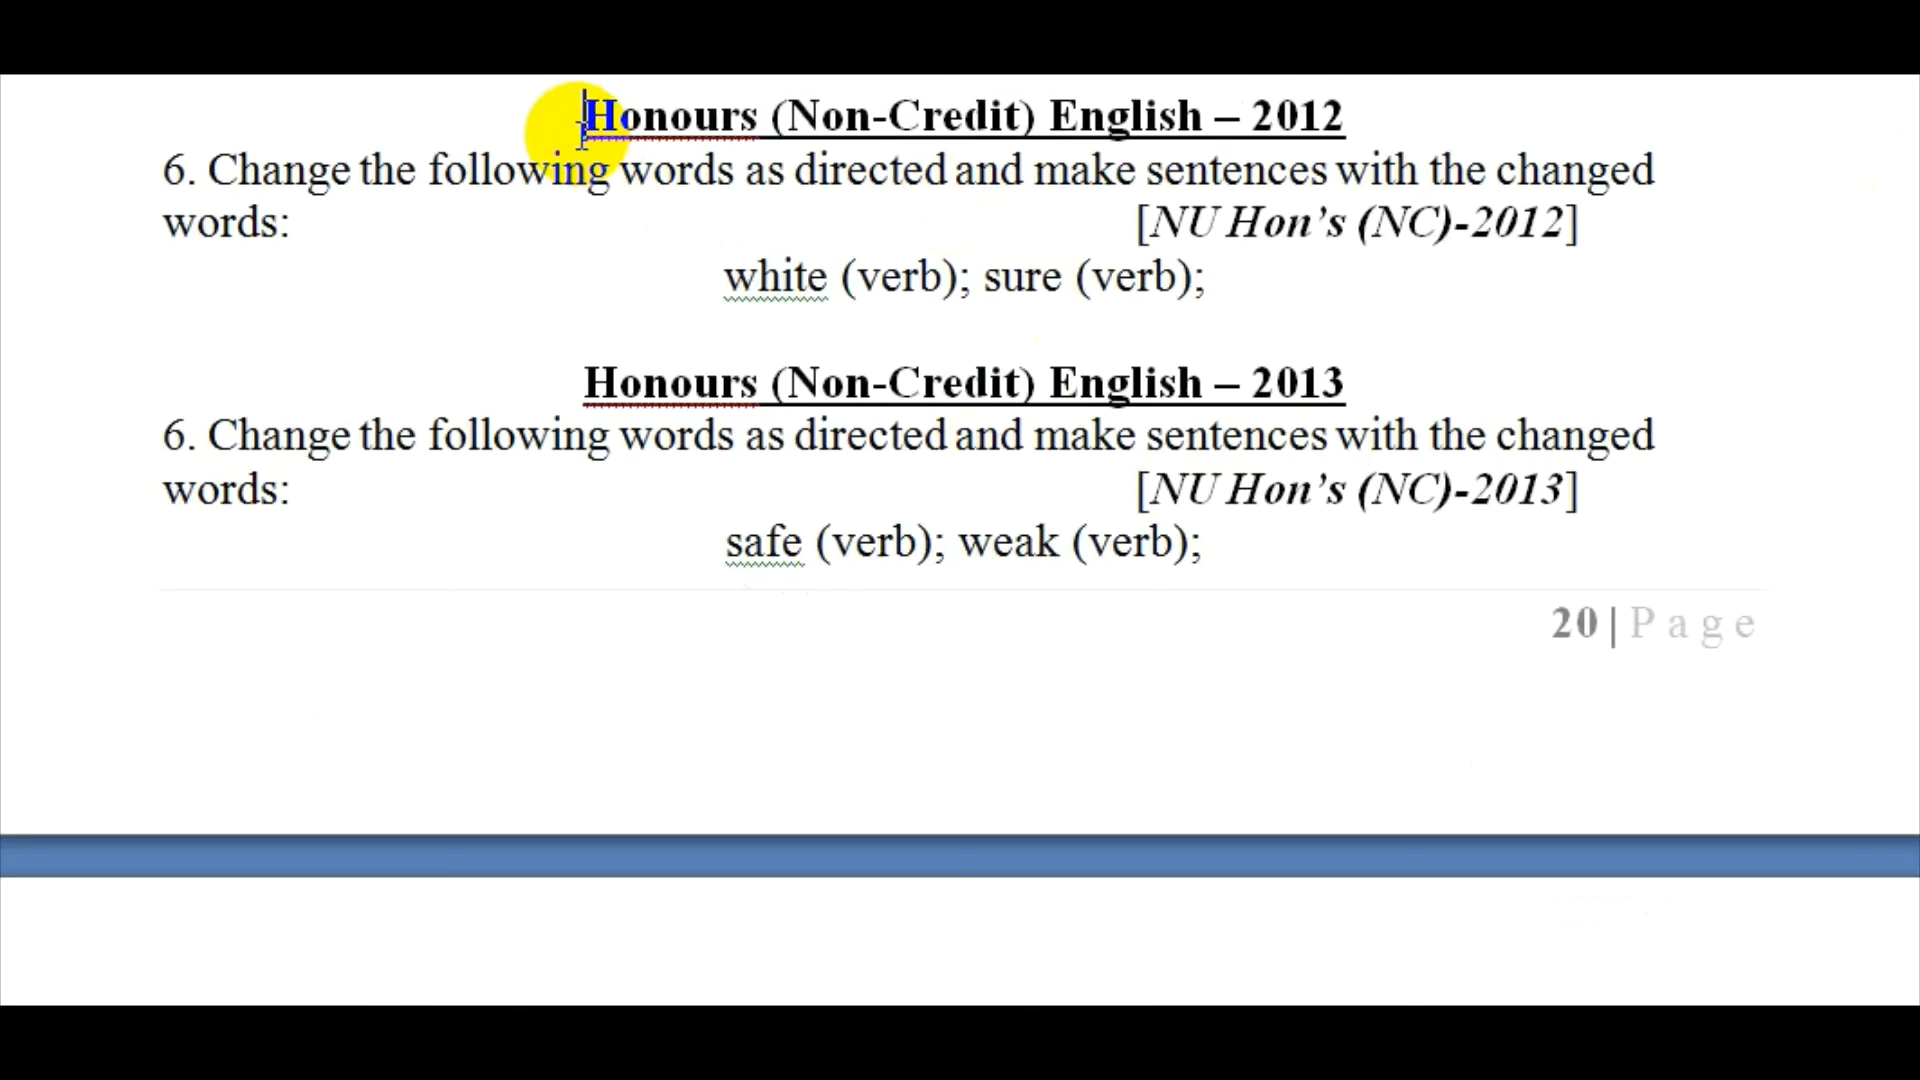 Honours (Non-Credit) English – 2012
6. Change the following words as directed and make sentences with the changed
words: [NU Hon’s (NC)-2012]
white (verb); sure (verb);
Honours (Non-Credit) English – 2013
6. Change the following words as directed and make sentences with the changed
words: [NU Hon’s (NC)-2013]
safe (verb); weak (verb);
20 | P a g e